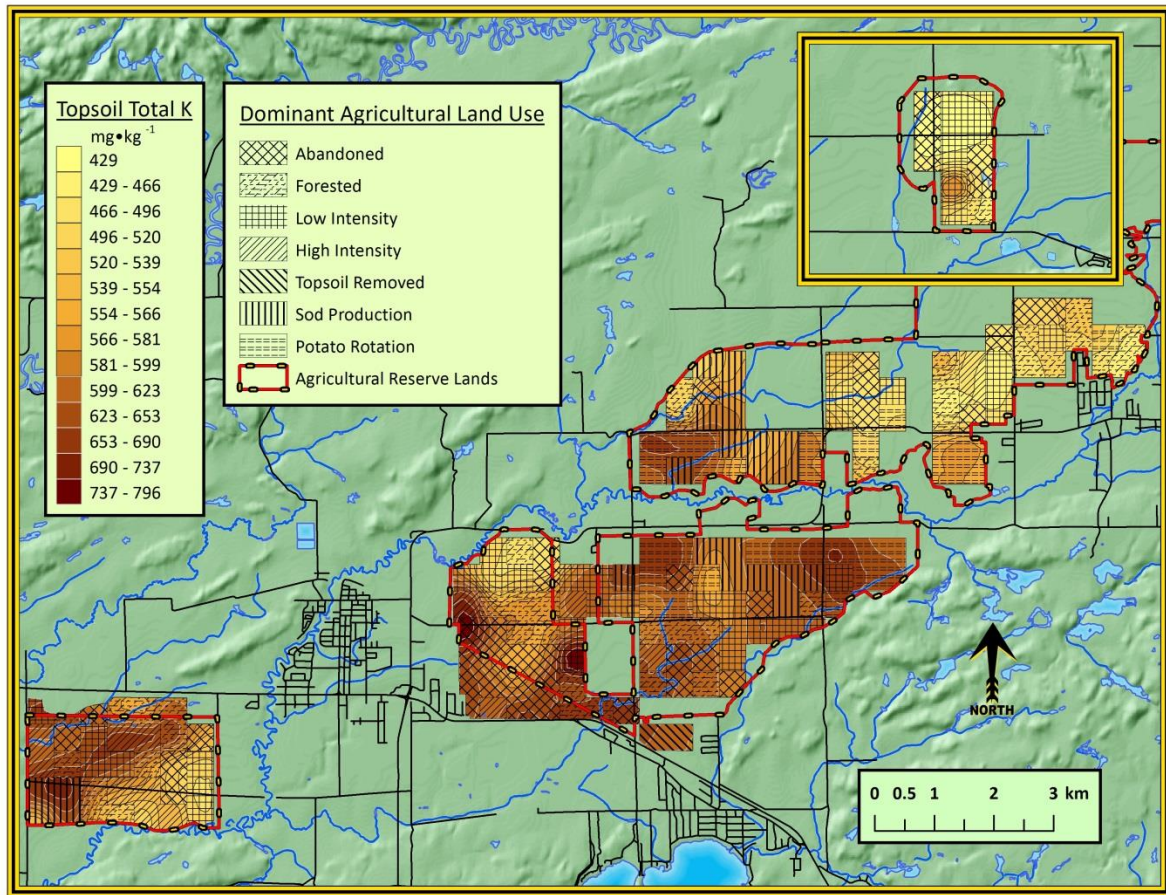 Topsoil Total K
mg•kg -1
429
429 - 466
466 - 496
496 - 520
520 - 539
539 - 554
554 - 566
566 - 581
581 - 599
599 - 623
623 - 653
653 - 690
690 - 737
737 - 796
Dominant Agricultural Land Use
Abandoned
Forested
Low Intensity
High Intensity
Topsoil Removed
Sod Production
Potato Rotation
Agricultural Reserve Lands
NORTH
0 0.5 1 2 3 km